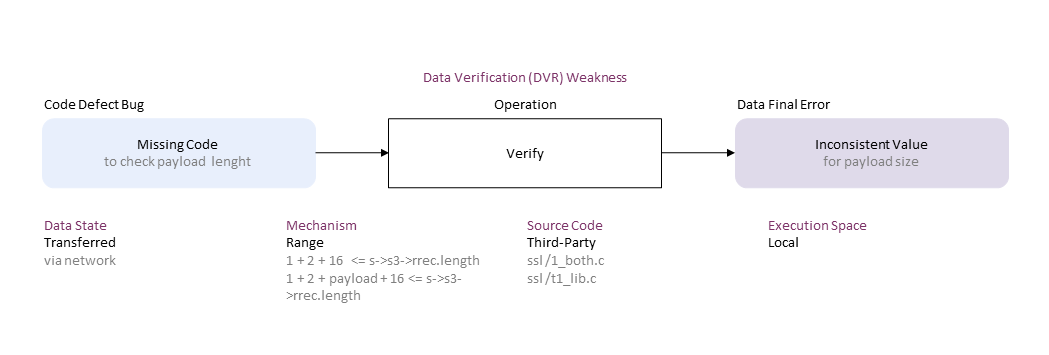 Data Verification (DVR) Weakness
Code Defect Bug
Operation
Data Final Error
Missing Code
to check payload lenght
Verify
Inconsistent Value
for payload size
Data State
Transferred
via network
Mechanism
Range
1 + 2 + 16 <= s->s3->rrec.length
1 + 2 + payload + 16 <= s->s3-
>rrec.length
Source Code
Third-Party
ssl/1_both.c
ssl/t1_lib.c
Execution Space
Local